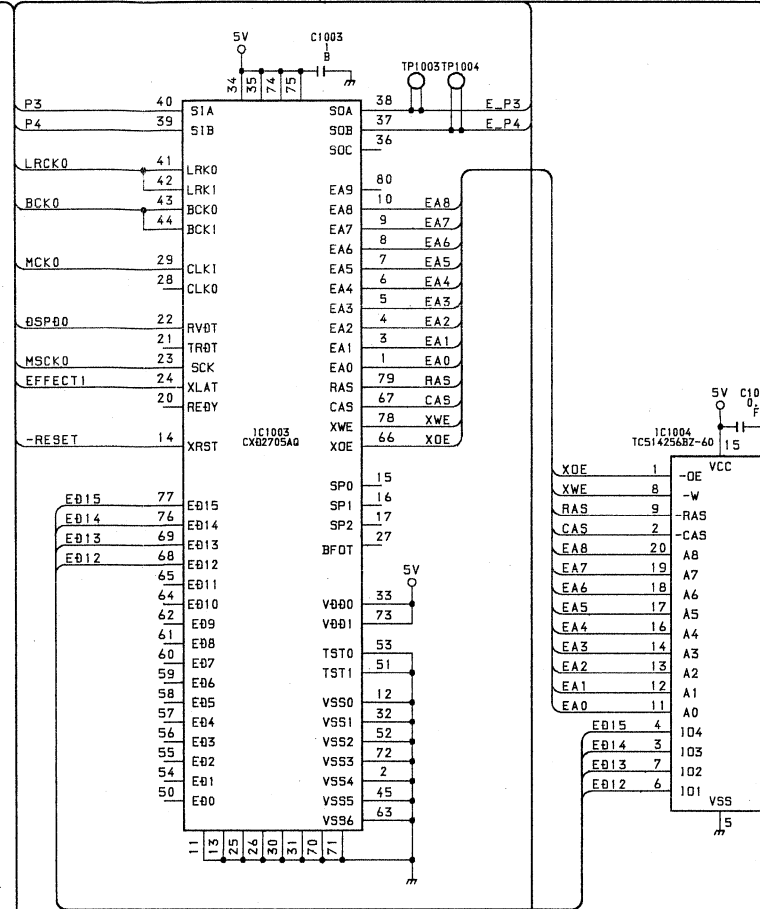 5V
C1003
1
B
34 35 74 75
TP1003 TP1004
P3 40 SIA
P4 39 SIB
LRCK0 41 LRK0
42 LRK1
BCK0 43 BCK0
44 BCK1
MCK0 29 CLKI
28 CLKO
DSPD0 22 RVDT
21 TRDT
MSCK0 23 SCK
EFFECT1 24 XLAT
20 REDY
-RESET 14 XRST
IC1003
CXD2705AQ
SOA 38 E_P3
SOB 37 E_P4
SOC 36
EA9 80
EA8 10 EA8
EA7 9 EA7
EA6 8 EA6
EA5 7 EA5
EA4 6 EA4
EA3 5 EA3
EA2 4 EA2
EA1 3 EA1
EA0 1 EA0
RAS 79 RAS
CAS 67 CAS
XWE 78 XWE
XOE 66 XOE
SP0 15
SP1 16
SP2 17
BFOT 27
5V
VDD0 33
VDD1 73
TST0 53
TST1 51
VSS0 12
VSS1 32
VSS2 52
VSS3 72
VSS4 2
VSS5 45
VSS6 63
ED15 77 ED15
ED14 76 ED14
ED13 69 ED13
ED12 68 ED12
65 ED11
64 ED10
62 ED9
61 ED8
60 ED7
59 ED6
58 ED5
57 ED4
56 ED3
55 ED2
54 ED1
50 ED0
11 13 25 26 30 31 70 71
5V
C10
0.
F
IC1004
TC514256BZ-60
15
VCC
XOE 1 -OE
XWE 8 -W
RAS 9 -RAS
CAS 2 -CAS
EA8 20 A8
EA7 19 A7
EA6 18 A6
EA5 17 A5
EA4 16 A4
EA3 14 A3
EA2 13 A2
EA1 12 A1
EA0 11 A0
ED15 4 IO4
ED14 3 IO3
ED13 7 IO2
ED12 6 IO1
VSS
5